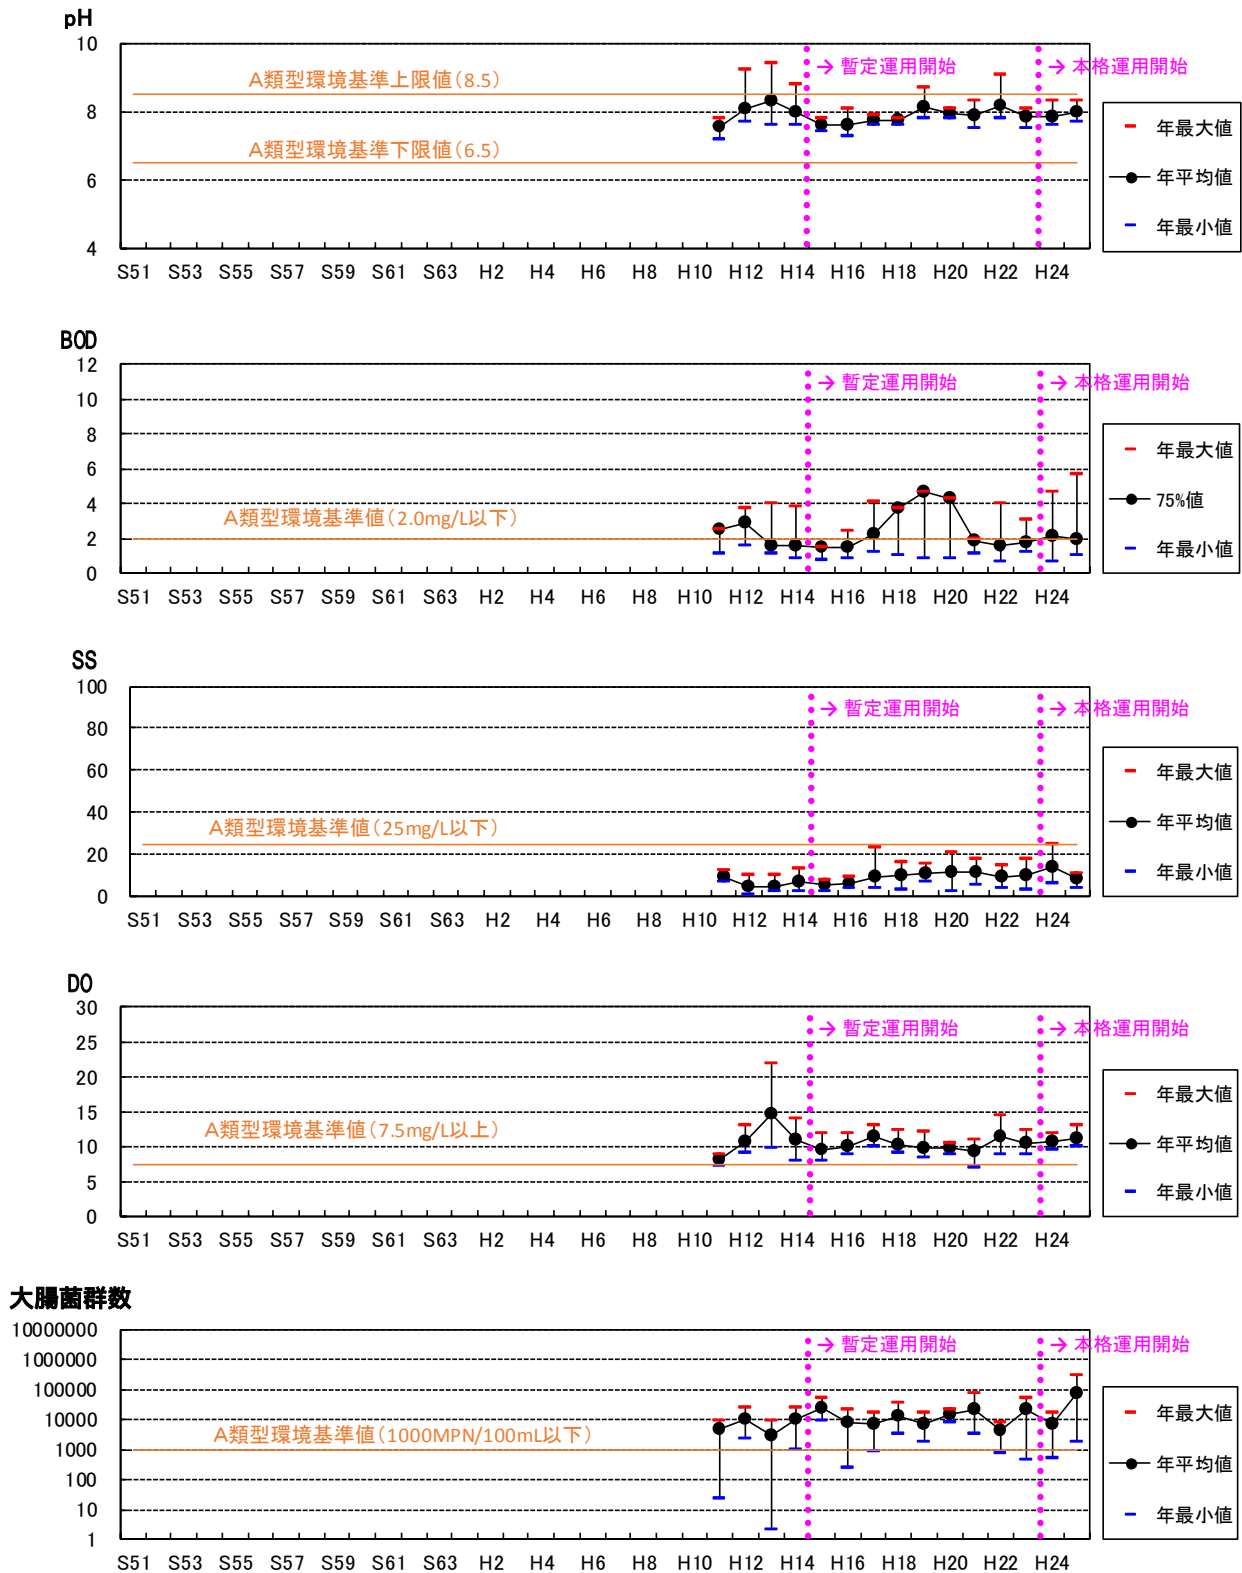 pH
10
8
6
4
A類型環境基準上限値(8.5)
A類型環境基準下限値(6.5)
→ 暫定運用開始
→ 本格運用開始
年最大値
年平均値
年最小値
S51 S53 S55 S57 S59 S61 S63 H2 H4 H6 H8 H10 H12 H14 H16 H18 H20 H22 H24
BOD
12
10
8
6
4
2
0
A類型環境基準値(2.0mg/L以下)
→ 暫定運用開始
→ 本格運用開始
年最大値
75%値
年最小値
S51 S53 S55 S57 S59 S61 S63 H2 H4 H6 H8 H10 H12 H14 H16 H18 H20 H22 H24
SS
100
80
60
40
20
0
A類型環境基準値(25mg/L以下)
→ 暫定運用開始
→ 本格運用開始
年最大値
年平均値
年最小値
S51 S53 S55 S57 S59 S61 S63 H2 H4 H6 H8 H10 H12 H14 H16 H18 H20 H22 H24
DO
30
25
20
15
10
5
0
A類型環境基準値(7.5mg/L以上)
→ 暫定運用開始
→ 本格運用開始
年最大値
年平均値
年最小値
S51 S53 S55 S57 S59 S61 S63 H2 H4 H6 H8 H10 H12 H14 H16 H18 H20 H22 H24
大腸菌群数
10000000
1000000
100000
10000
1000
100
10
1
A類型環境基準値(1000MPN/100mL以下)
→ 暫定運用開始
→ 本格運用開始
年最大値
年平均値
年最小値
S51 S53 S55 S57 S59 S61 S63 H2 H4 H6 H8 H10 H12 H14 H16 H18 H20 H22 H24